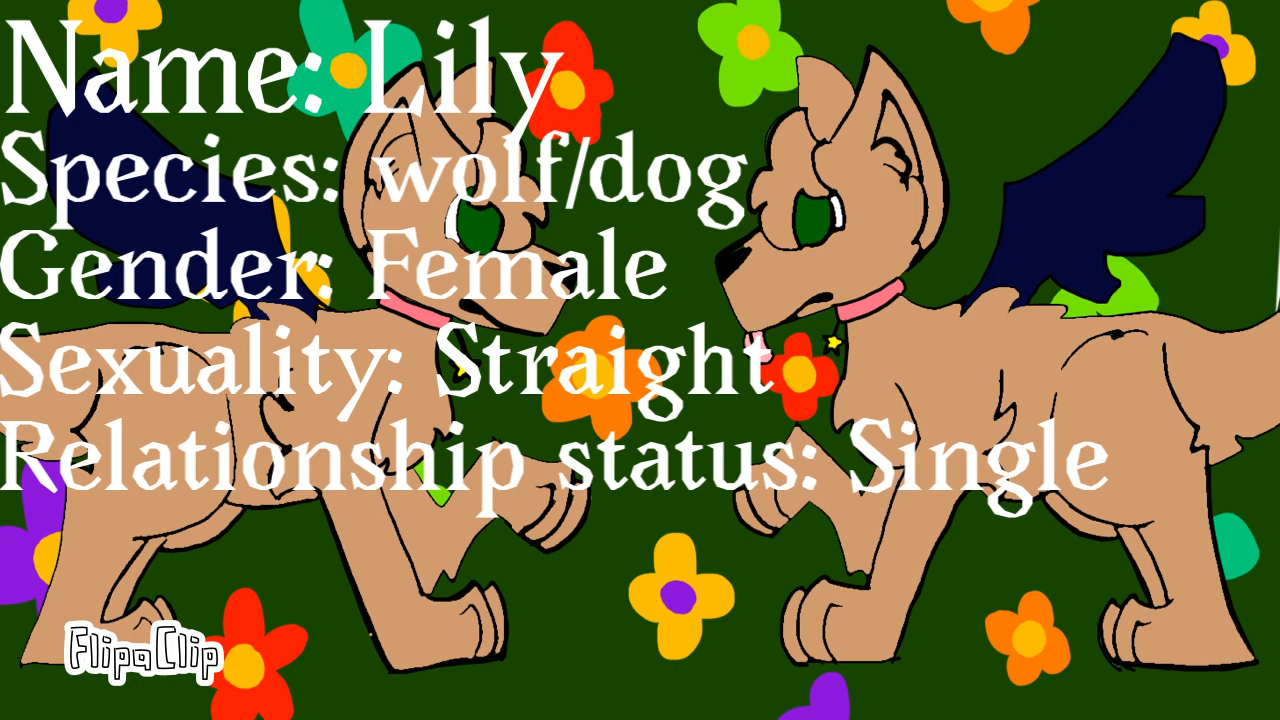 Name: Lily
Species: wolf/dog
Gender: Female
Sexuality: Straight
Relationship status: Single
FlipaClip